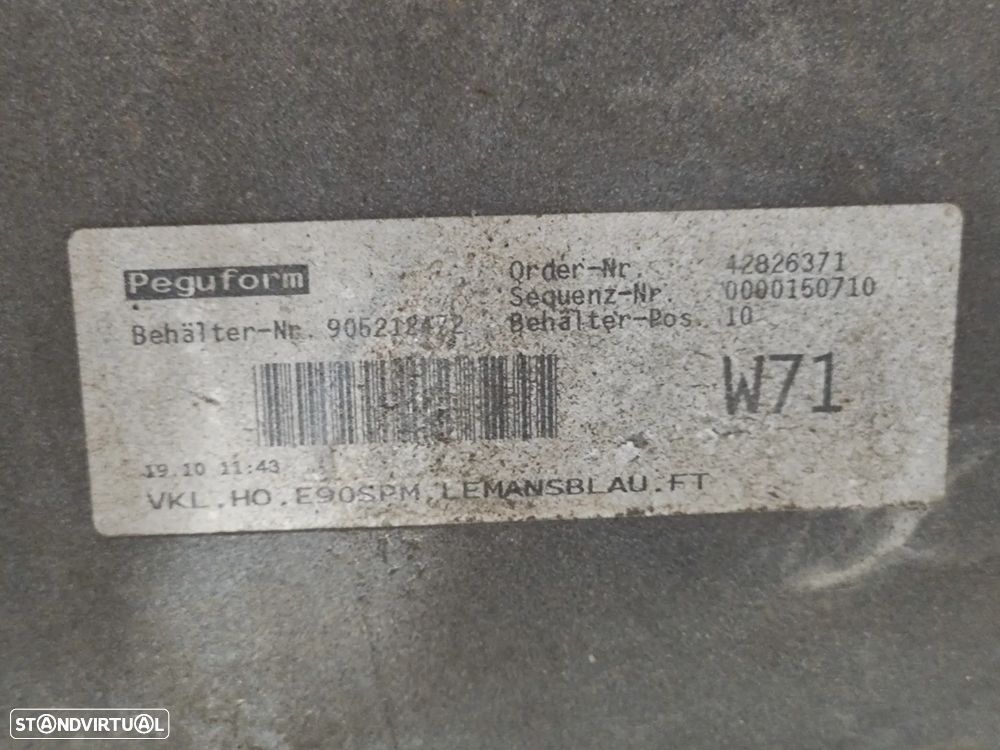 Peguform
Behälter-Nr. 905212472
Order-Nr. 42826371
Sequenz-Nr. 0000150710
Behälter-Pos. 10
W71
19.10 11:43
VKL.HO.E90SPM.LEMANSBLAU.FT
STANDVIRTUAL